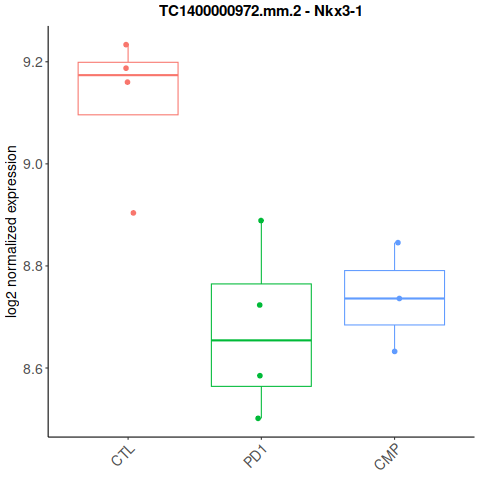 TC1400000972.mm.2 - Nkx3-1
log2 normalized expression
9.2
9.0
8.8
8.6
CTL
PD1
CMP